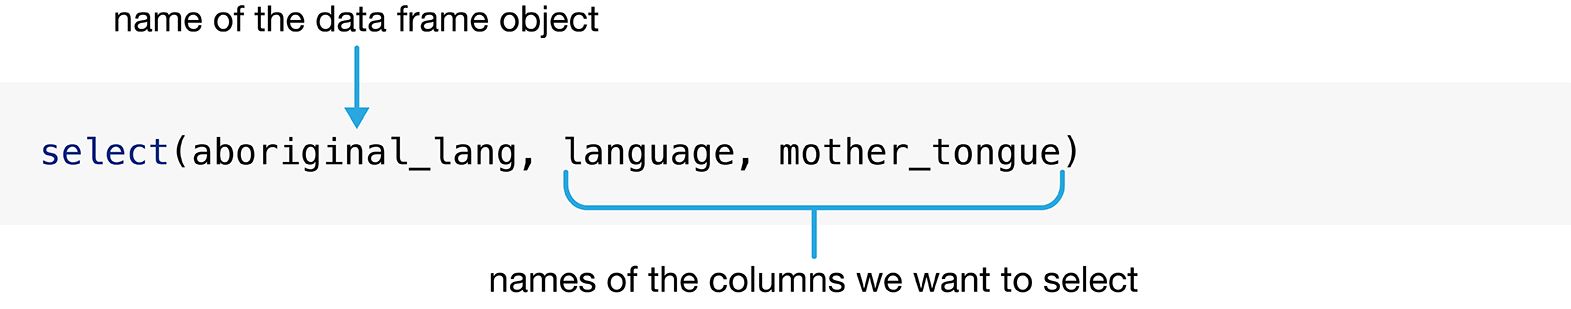 name of the data frame object
select(aboriginal_lang, language, mother_tongue)
names of the columns we want to select